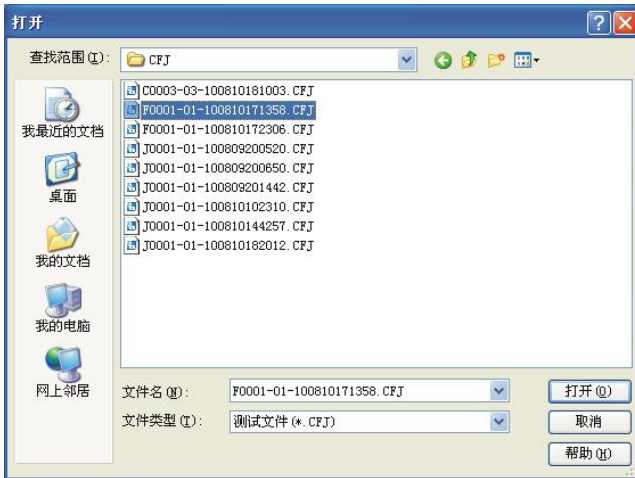 打开
查找范围(I):
CFJ
C0003-03-100810181003.CFJ
F0001-01-100810171358.CFJ
F0001-01-100810172306.CFJ
J0001-01-100809200520.CFJ
J0001-01-100809200650.CFJ
J0001-01-100809201442.CFJ
J0001-01-100810102310.CFJ
J0001-01-100810144257.CFJ
J0001-01-100810182012.CFJ
我最近的文档
桌面
我的文档
我的电脑
网上邻居
文件名(N):
F0001-01-100810171358.CFJ
打开(O)
文件类型(T):
测试文件(*.CFJ)
取消
帮助(H)